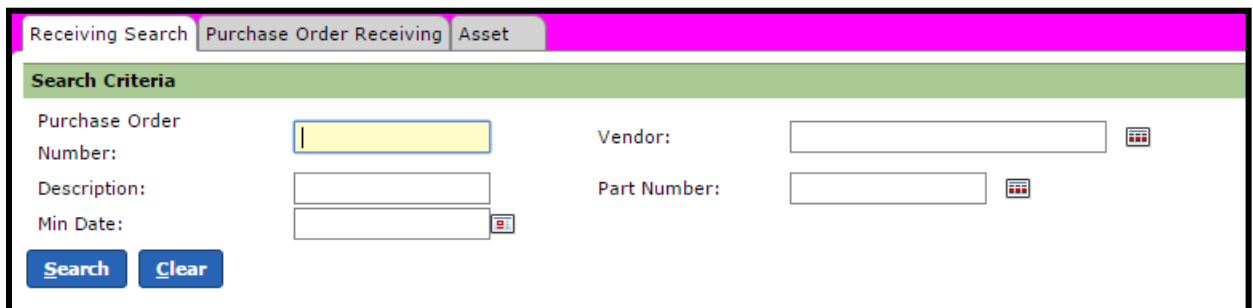 Receiving Search Purchase Order Receiving Asset
Search Criteria
Purchase Order
Number:
Vendor:
Description:
Part Number:
Min Date:
Search Clear